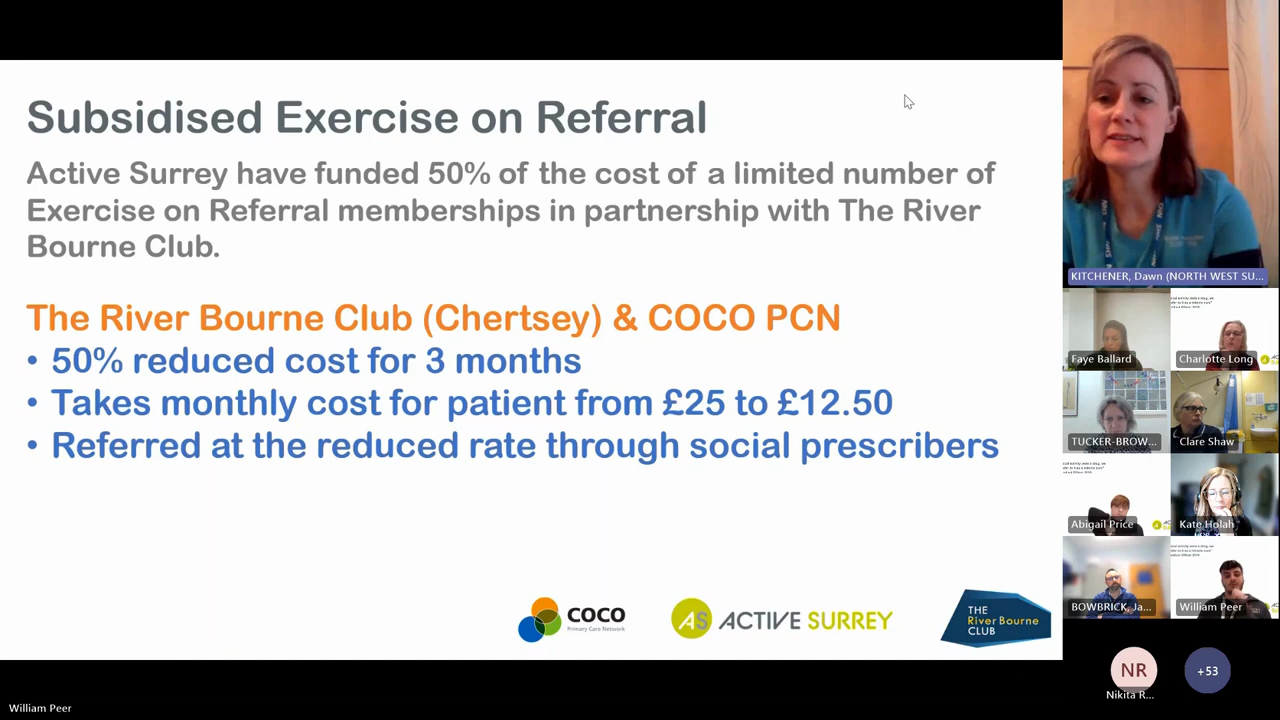 Subsidised Exercise on Referral
Active Surrey have funded 50% of the cost of a limited number of
Exercise on Referral memberships in partnership with The River
Bourne Club.
The River Bourne Club (Chertsey) & COCO PCN
• 50% reduced cost for 3 months
• Takes monthly cost for patient from £25 to £12.50
• Referred at the reduced rate through social prescribers
COCO
Primary Care Network
AS ACTIVE SURREY
THE
River Bourne
CLUB
KITCHENER, Dawn (NORTH WEST SU...
Faye Ballard
Charlotte Long
TUCKER-BROW...
Clare Shaw
Abigail Price
Kate Holah
BOWBRICK, Ja...
William Peer
NR
Nikita R...
+53
William Peer